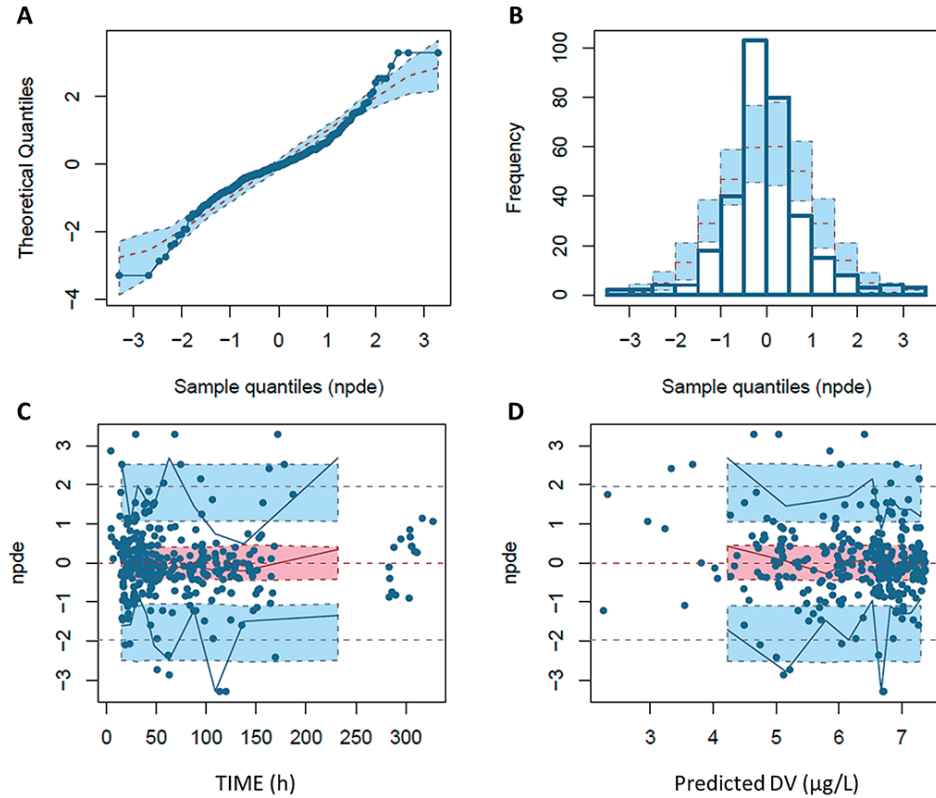 A
Theoretical Quantiles
2
0
−2
−4
−3 −2 −1 0 1 2 3
Sample quantiles (npde)
B
Frequency
100
80
60
40
20
0
−3 −2 −1 0 1 2 3
Sample quantiles (npde)
C
npde
3
2
1
0
−1
−2
−3
0 50 100 150 200 250 300
TIME (h)
D
npde
3
2
1
0
−1
−2
−3
3 4 5 6 7
Predicted DV (µg/L)